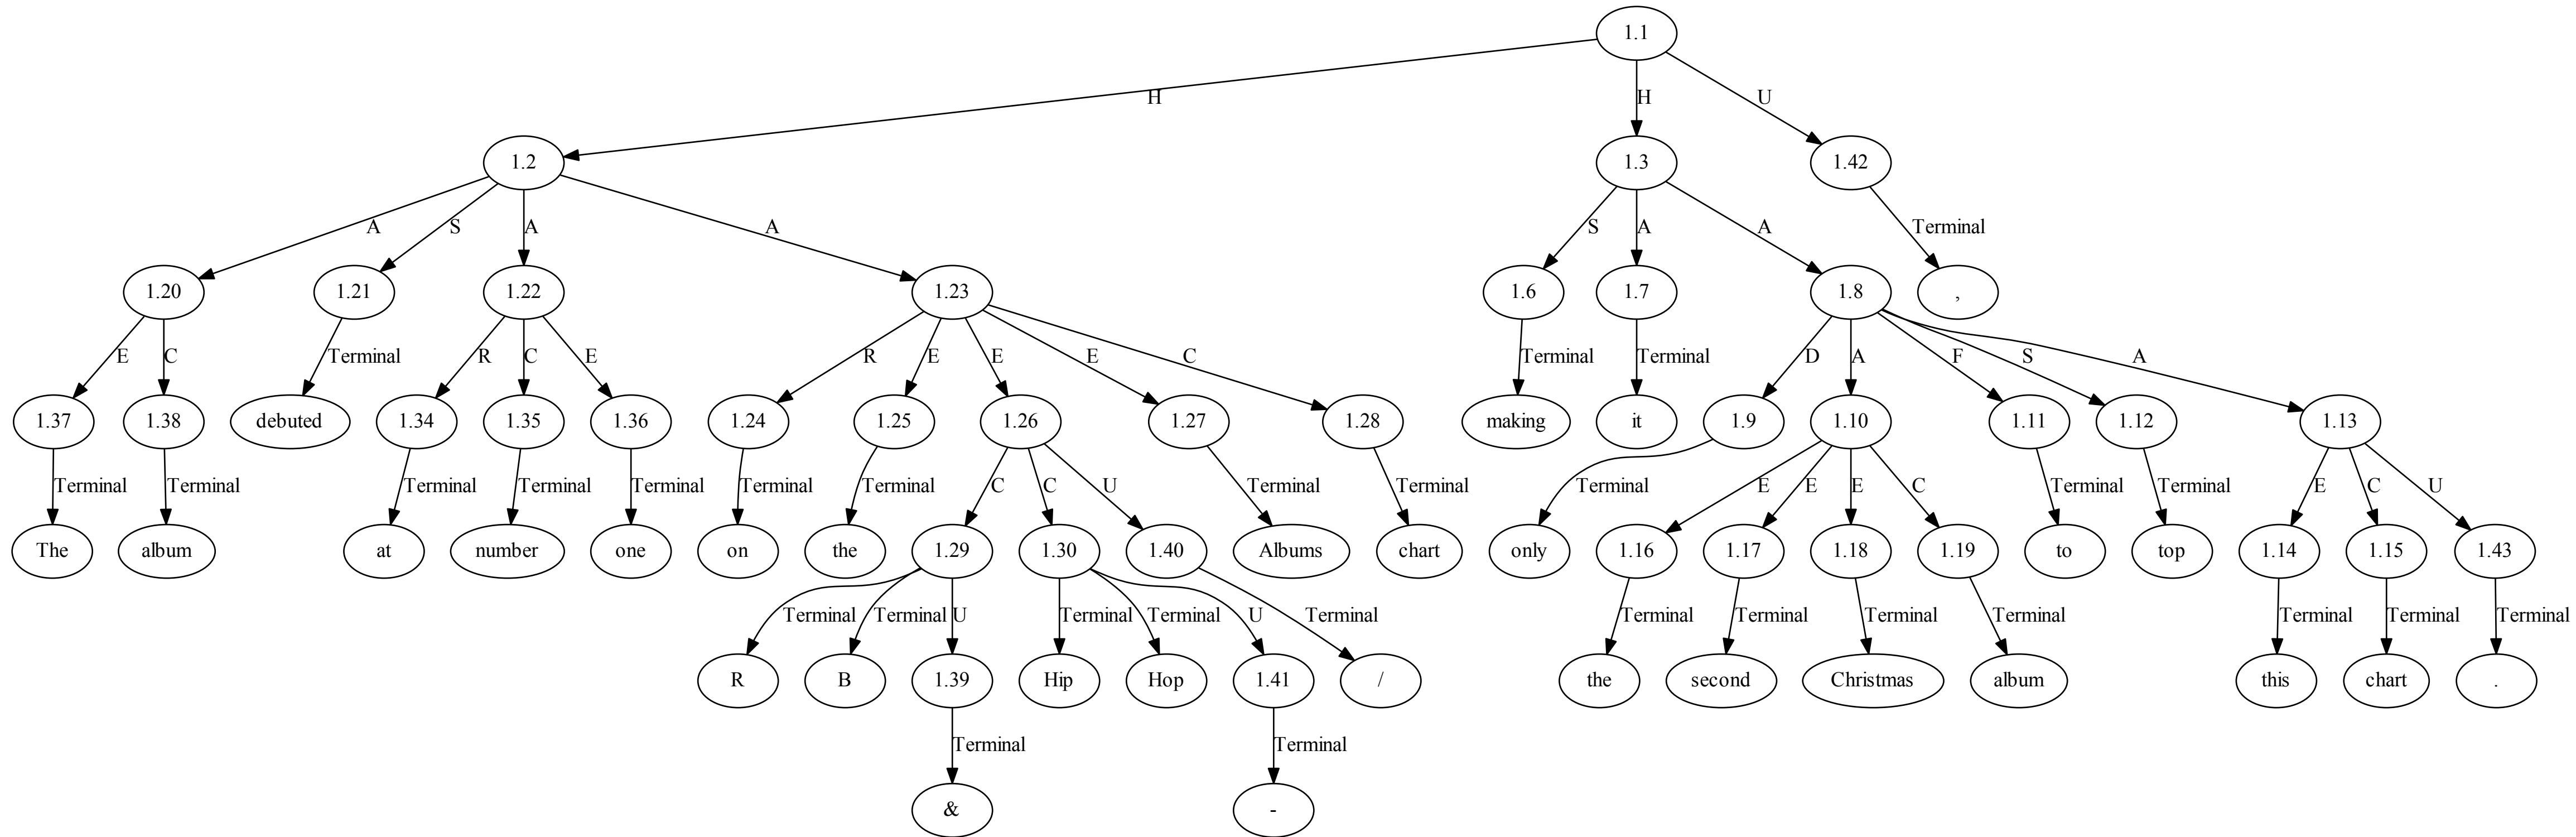 1.1
H H U
1.2 1.3 1.42
A S A A S A A Terminal
1.20 1.21 1.22 1.23 1.6 1.7 1.8 ,
E C Terminal R C E R E E E C Terminal Terminal D A F S A
1.37 1.38 debuted 1.34 1.35 1.36 1.24 1.25 1.26 1.27 1.28 making it 1.9 1.10 1.11 1.12 1.13
Terminal Terminal Terminal Terminal Terminal Terminal Terminal C C U Terminal Terminal Terminal E E E C Terminal Terminal E C U
The album at number one on the 1.29 1.30 1.40 Albums chart only 1.16 1.17 1.18 1.19 to top 1.14 1.15 1.43
Terminal Terminal U Terminal Terminal U Terminal Terminal Terminal Terminal Terminal Terminal Terminal Terminal
R B 1.39 Hip Hop 1.41 / the second Christmas album this chart .
Terminal Terminal
& -